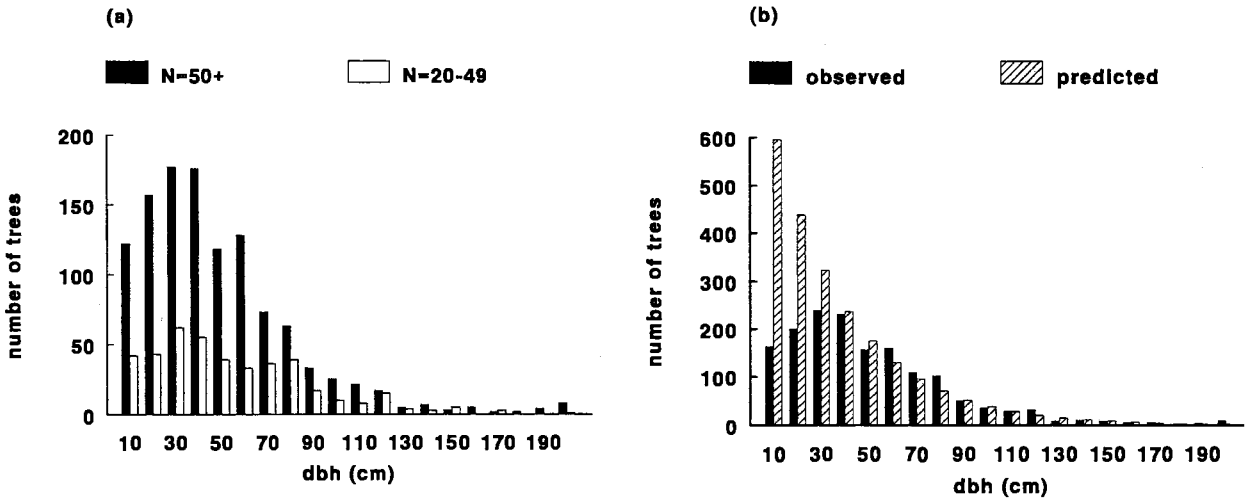 (a)
N=50+ N=20-49
200
150
100
50
0
number of trees
10 30 50 70 90 110 130 150 170 190
dbh (cm)
(b)
observed predicted
600
500
400
300
200
100
0
number of trees
10 30 50 70 90 110 130 150 170 190
dbh (cm)